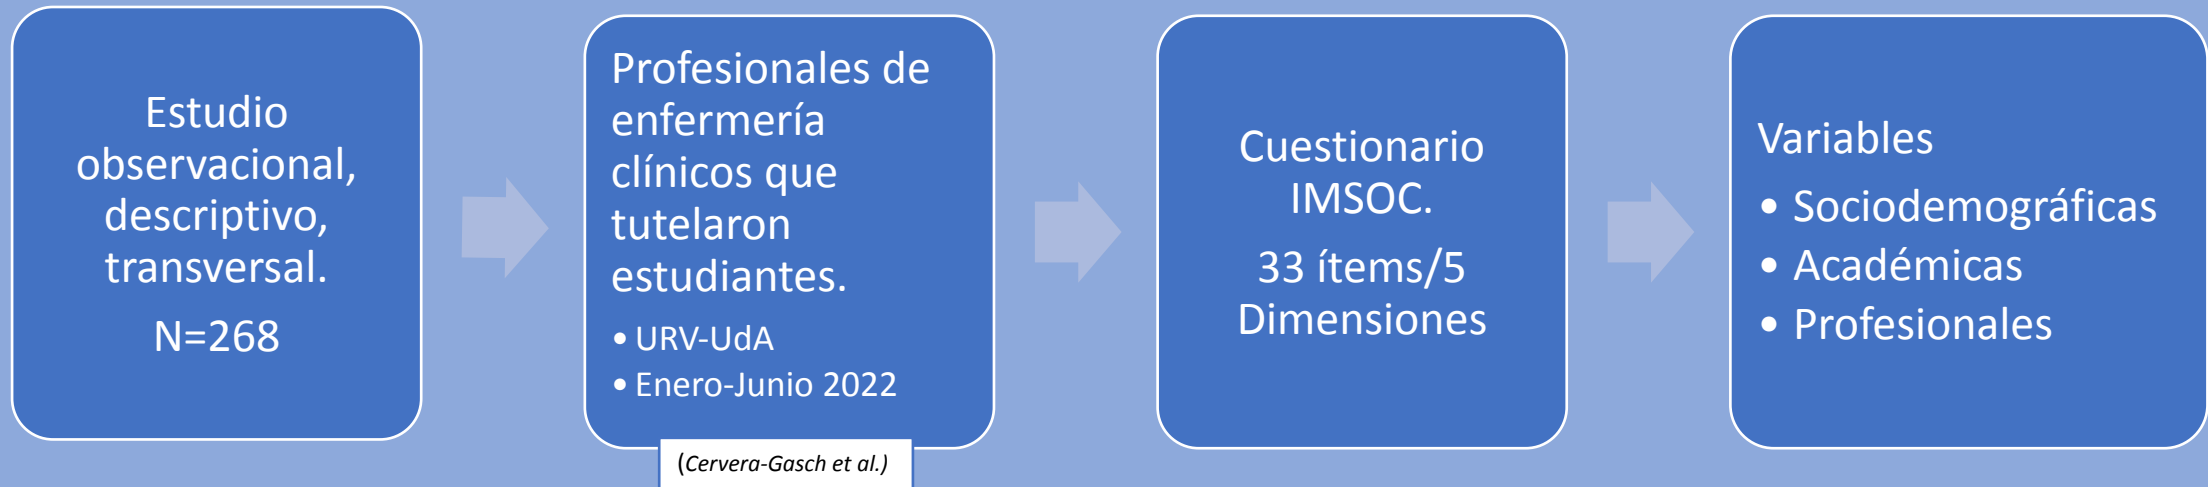 Estudio
observacional,
descriptivo,
transversal.
N=268
Profesionales de
enfermería
clínicos que
tutelaron
estudiantes.
• URV-UdA
• Enero-Junio 2022
(Cervera-Gasch et al.)
Cuestionario
IMSOC.
33 ítems/5
Dimensiones
Variables
• Sociodemográficas
• Académicas
• Profesionales